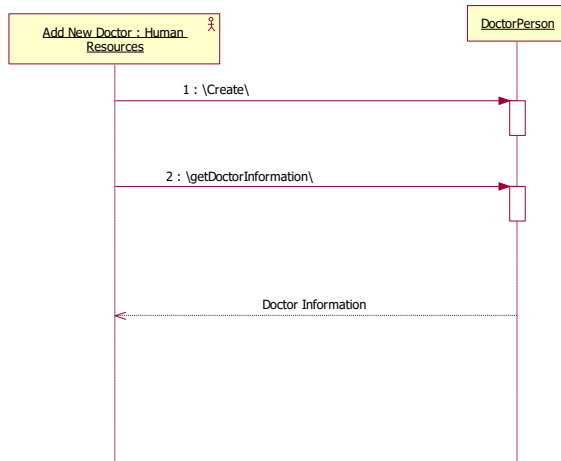 Add New Doctor : Human
Resources
DoctorPerson
1 : \Create\
2 : \getDoctorInformation\
Doctor Information